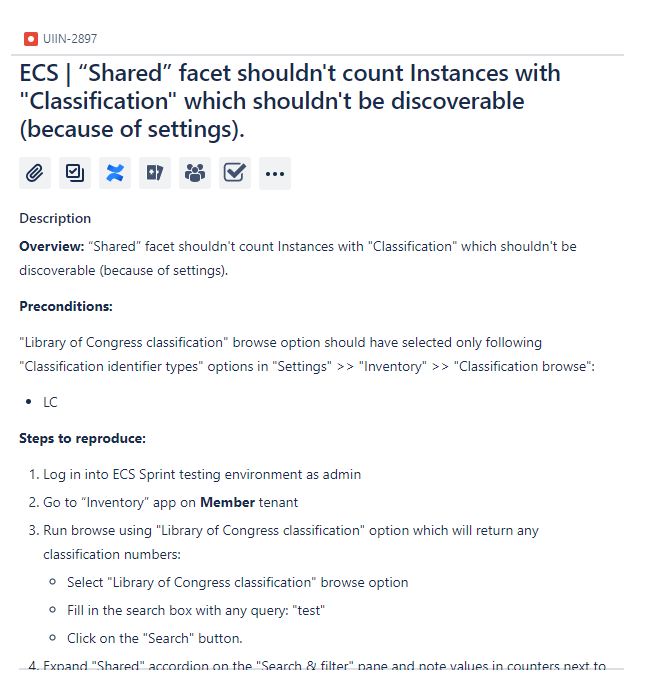 UIIN-2897
ECS | “Shared” facet shouldn't count Instances with
"Classification" which shouldn't be discoverable
(because of settings).
Description
Overview: “Shared” facet shouldn't count Instances with "Classification" which shouldn't be
discoverable (because of settings).
Preconditions:
"Library of Congress classification" browse option should have selected only following
"Classification identifier types" options in "Settings" >> "Inventory" >> "Classification browse":
• LC
Steps to reproduce:
1. Log in into ECS Sprint testing environment as admin
2. Go to “Inventory” app on Member tenant
3. Run browse using "Library of Congress classification" option which will return any
classification numbers:
Select "Library of Congress classification" browse option
Fill in the search box with any query: "test"
Click on the "Search" button.
4. Expand "Shared" accordion on the "Search & filter" pane and note values in counters next to